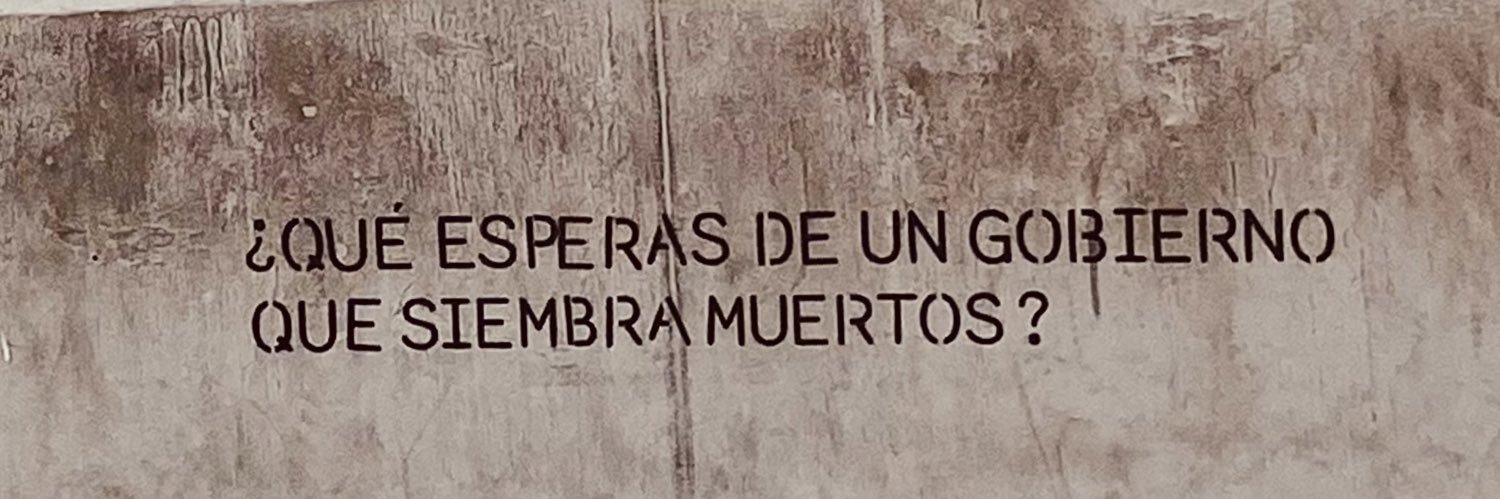 ¿QUÉ ESPERAS DE UN GOBIERNO
QUE SIEMBRA MUERTOS?